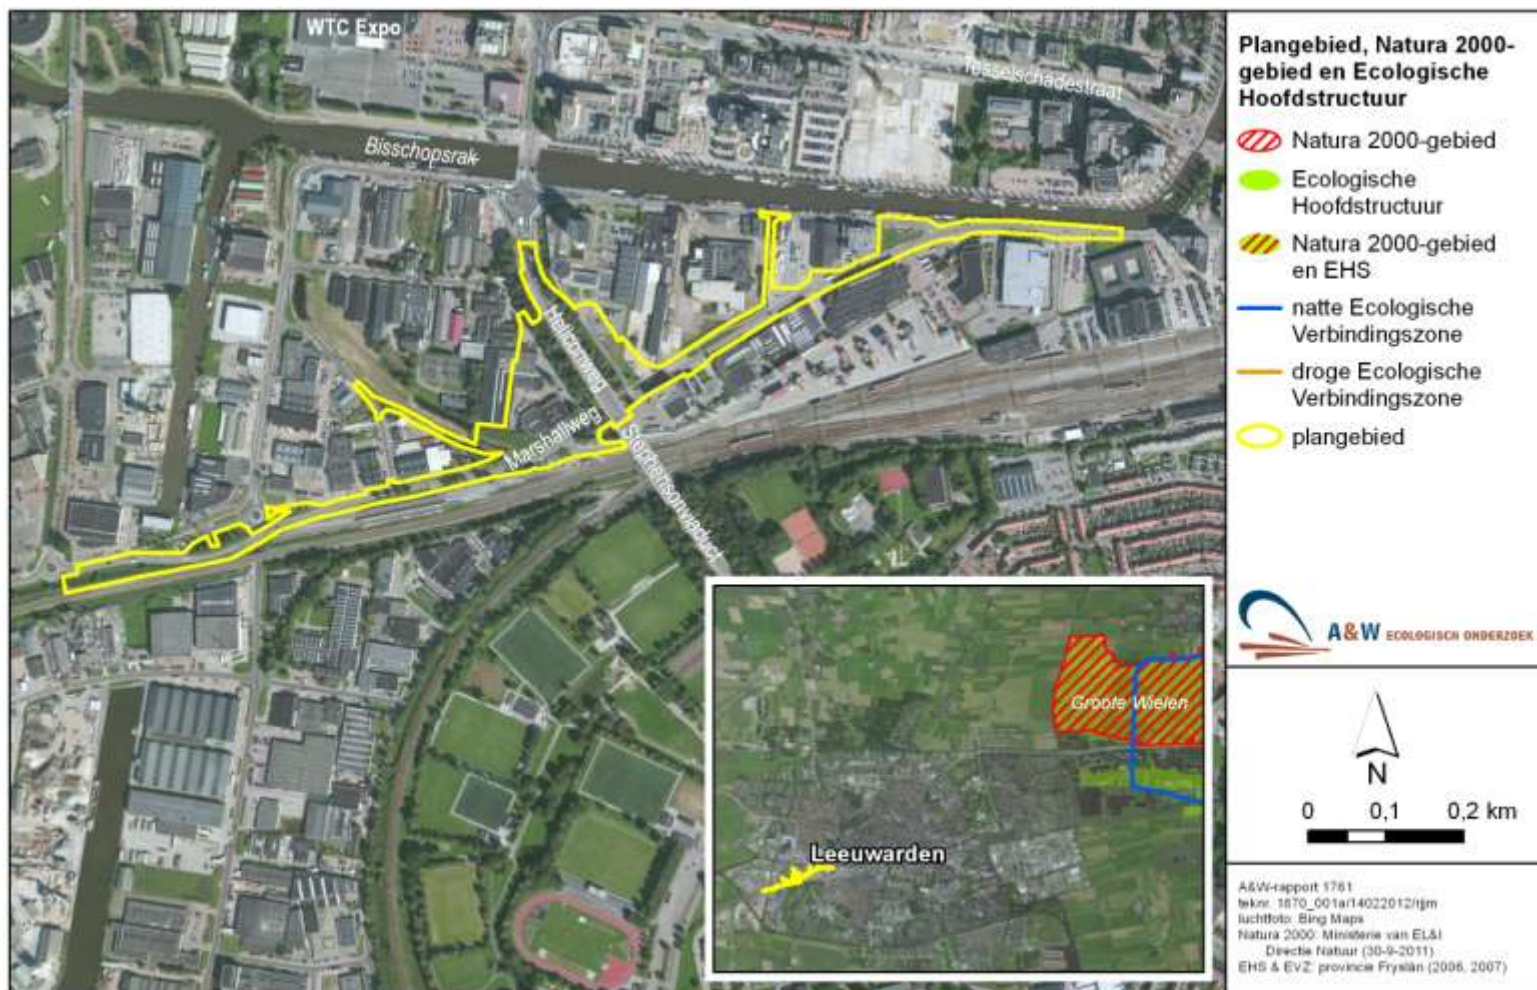 WTC Expo
Tesselschadestraat
Bisschopsrak
Heliconweg
Marshallweg
Stephensonviaduct
Groote Wielen
Leeuwarden
Plangebied, Natura 2000-
gebied en Ecologische
Hoofdstructuur
Natura 2000-gebied
Ecologische
Hoofdstructuur
Natura 2000-gebied
en EHS
natte Ecologische
Verbindingszone
droge Ecologische
Verbindingszone
plangebied
A&W ECOLOGISCH ONDERZOEK
N
0 0,1 0,2 km
A&W-rapport 1761
teknr. 1870_001a/14022012/rjm
luchtfoto: Bing Maps
Natura 2000: Ministerie van EL&I
Directie Natuur (30-9-2011)
EHS & EVZ: provincie Fryslân (2006, 2007)